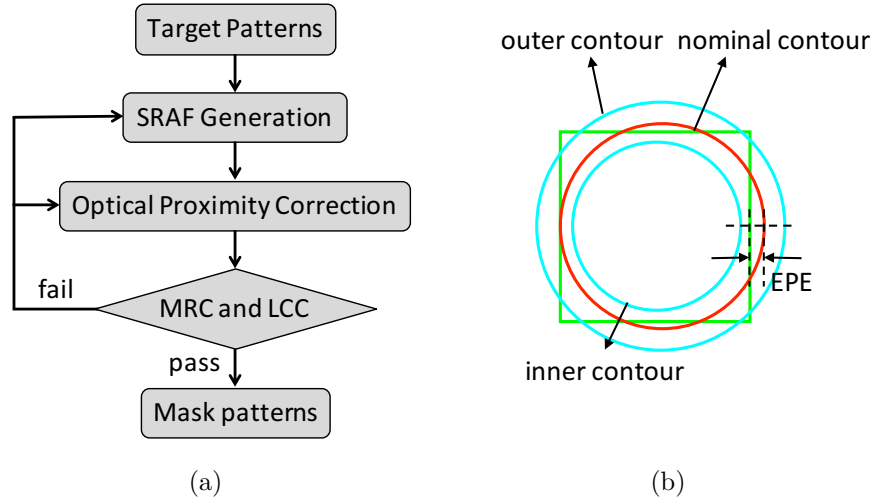 Target Patterns
SRAF Generation
Optical Proximity Correction
fail
MRC and LCC
pass
Mask patterns
(a)
outer contour
nominal contour
EPE
inner contour
(b)